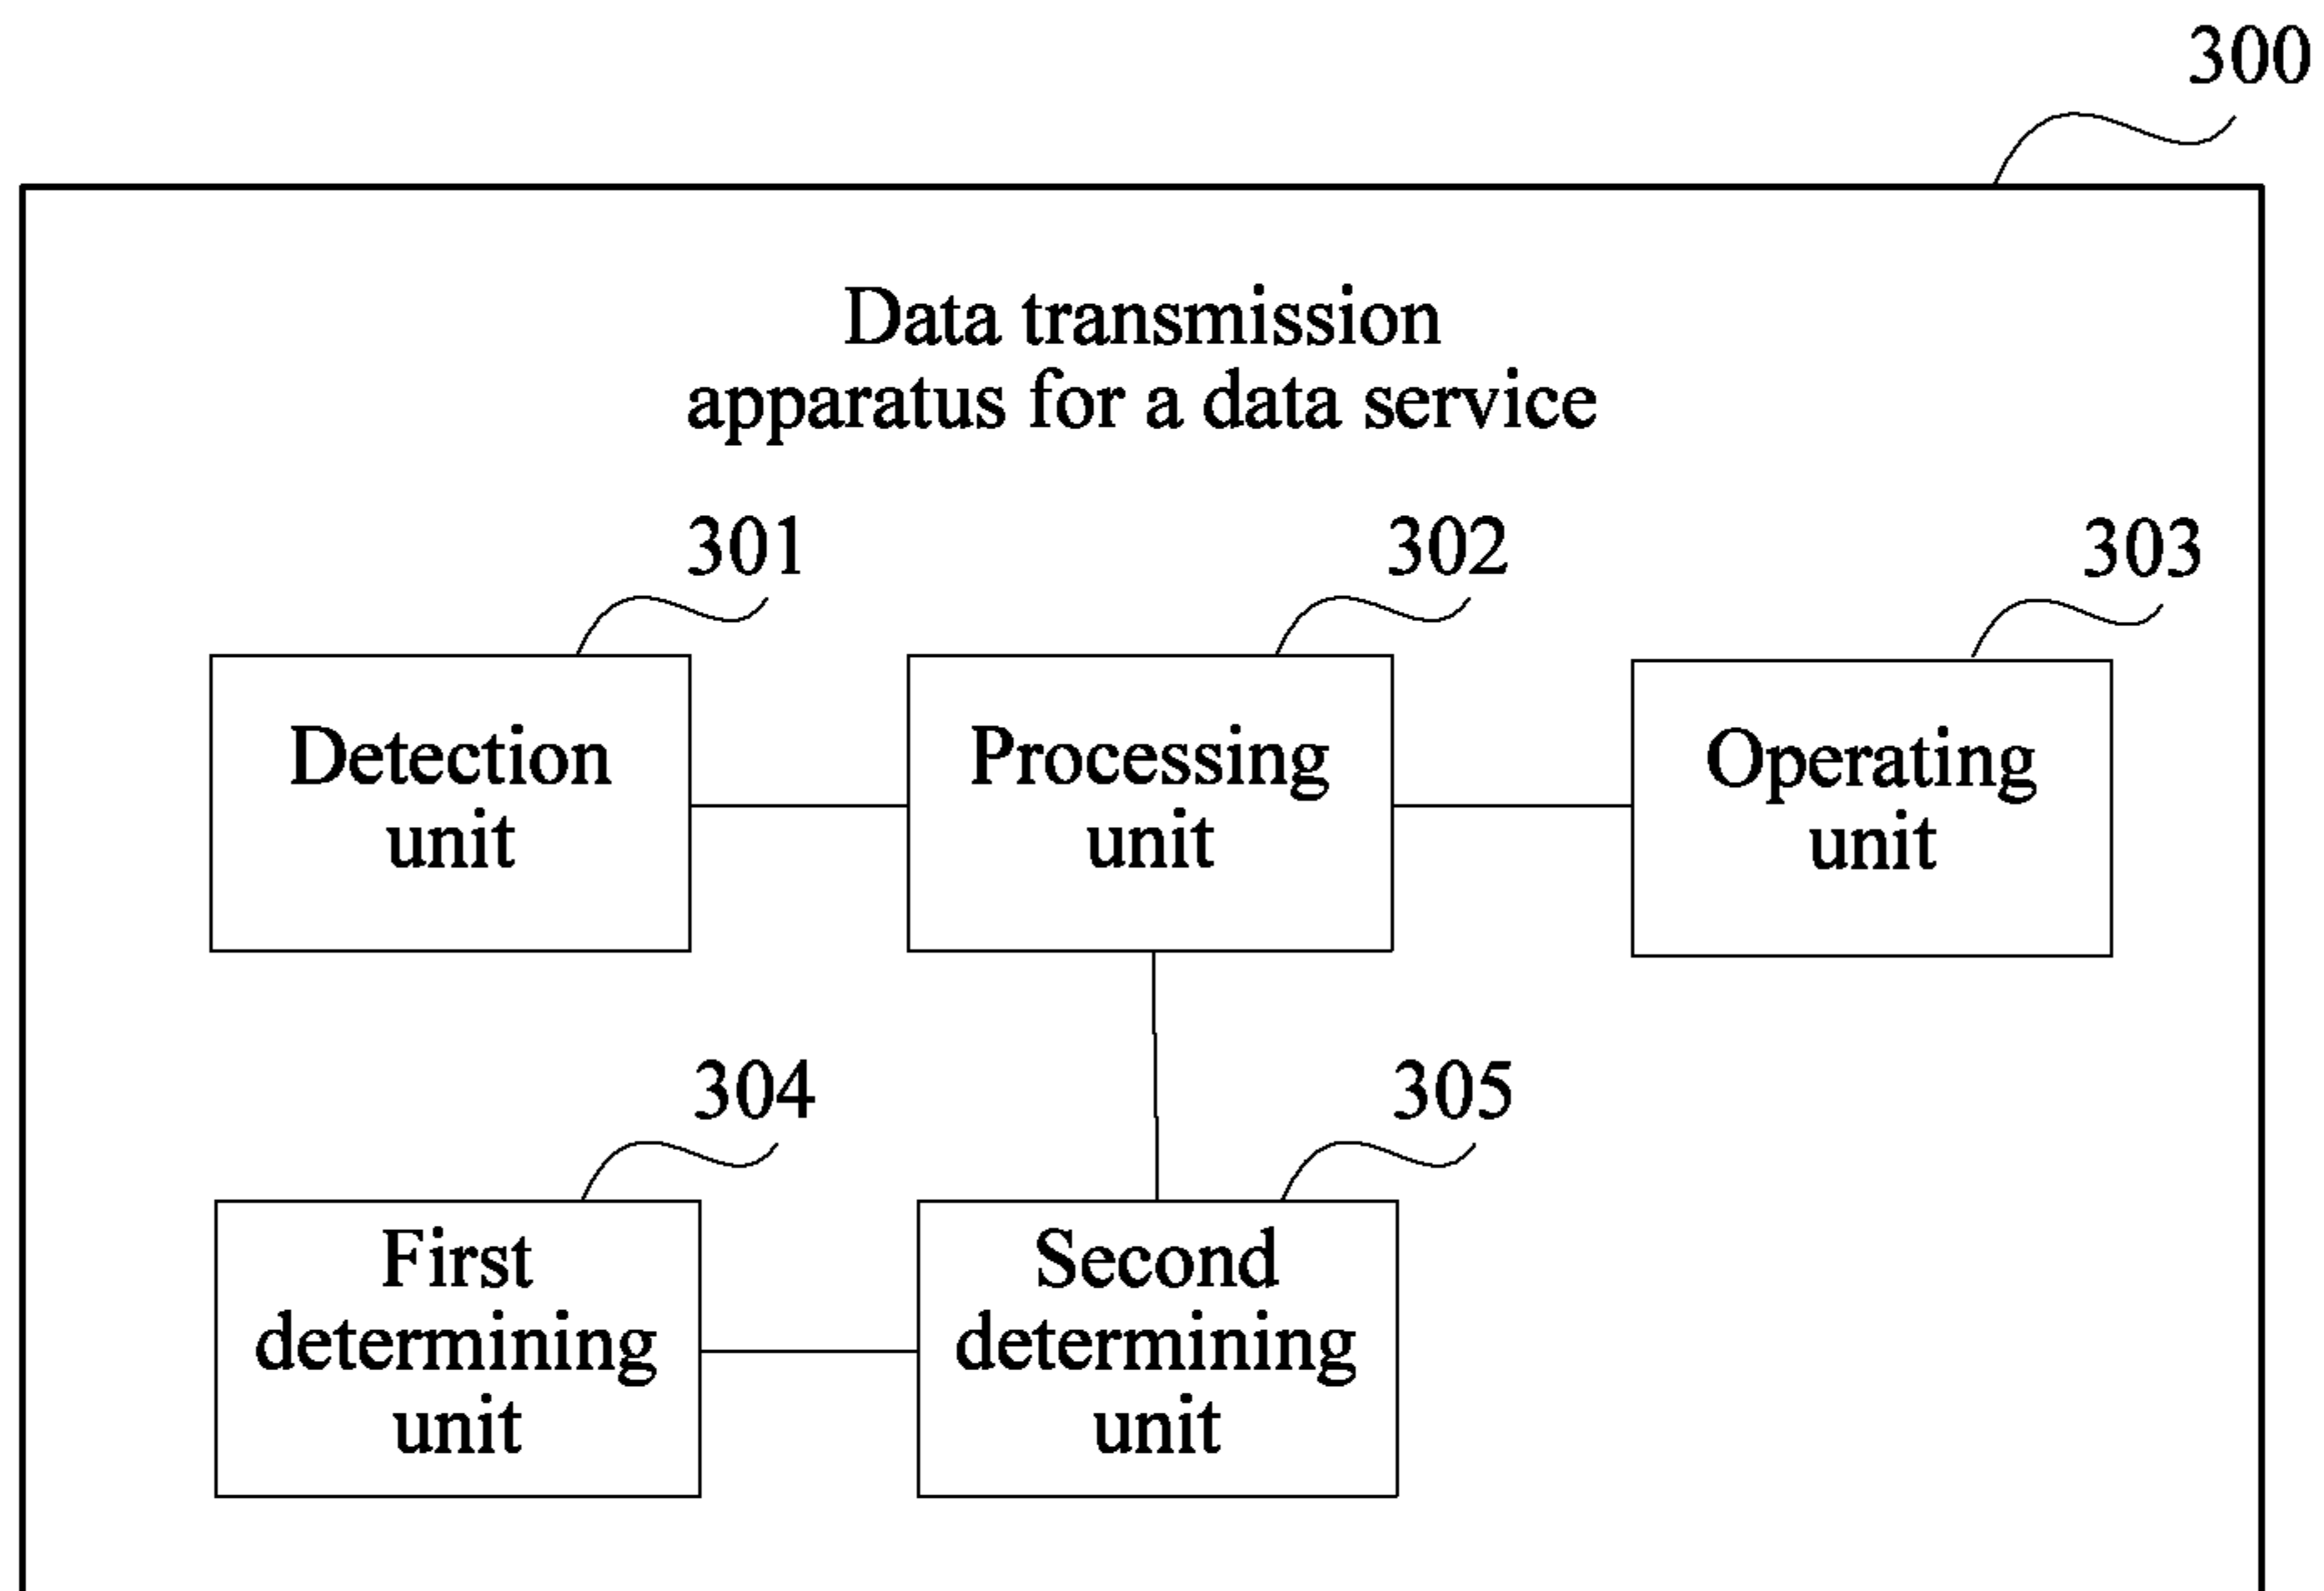 300
Data transmission
apparatus for a data service
301
302
303
Detection
unit
Processing
unit
Operating
unit
304
305
First
determining
unit
Second
determining
unit